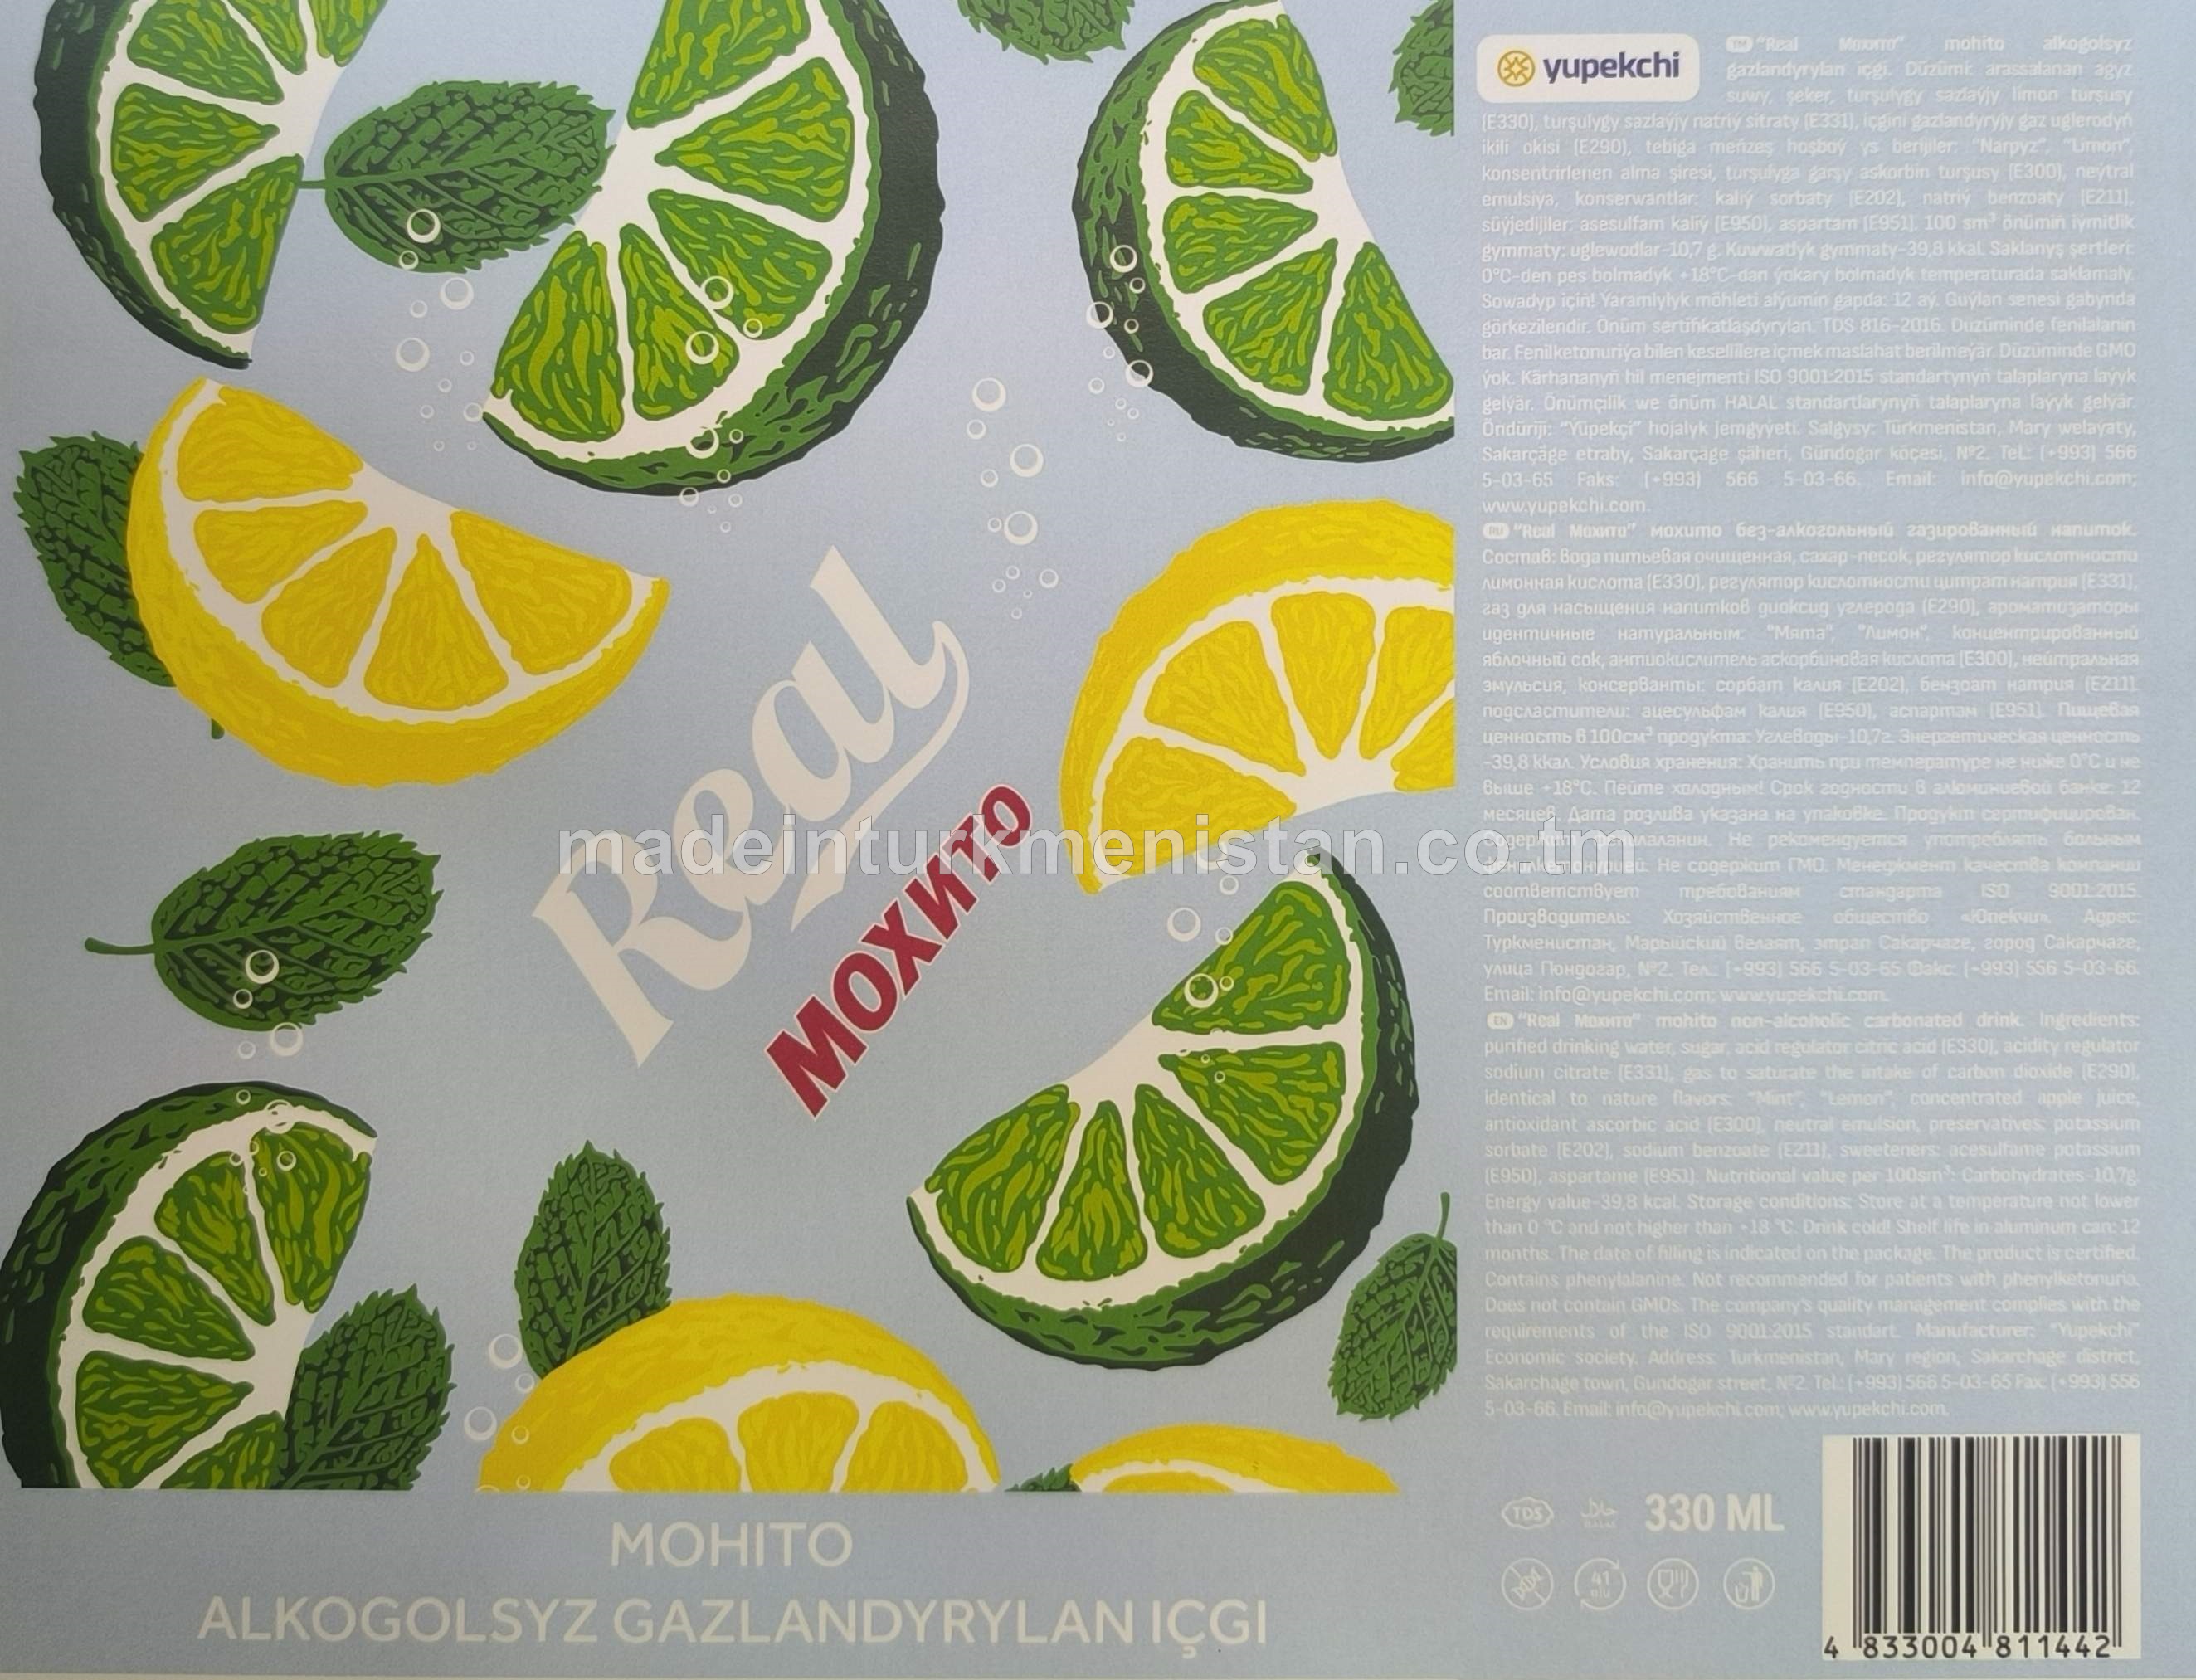 Real
МОХИТО
MOHITO
ALKOGOLSYZ GAZLANDYRYLAN IÇGI
yupekchi
TM "Real Мохито" mohito alkogolsyz
gazlandyrylan içgi. Düzümi: arassalanan agyz
suwy, şeker, turşulygy sazlaýjy limon turşusy
(E330), turşulygy sazlaýjy natriý sitraty (E331), içgini gazlandyryjy gaz uglerodyň
ikili okisi (E290), tebiga meňzeş hoşboý ys berijiler: "Narpyz", "Limon",
konsentrirlenen alma şiresi, turşulyga garşy askorbin turşusy (E300), neýtral
emulsiýa, konserwantlar: kaliý sorbaty (E202), natriý benzoaty (E211),
süýjedijiler: asesulfam kaliý (E950), aspartam (E951). 100 sm³ önümiň iýmitlik
gymmaty: uglewodlar-10,7 g. Kuwwatlyk gymmaty-39,8 kkal. Saklanyş şertleri:
0°C-den pes bolmadyk +18°C-dan ýokary bolmadyk temperaturada saklamaly.
Sowadyp içiň! Ýaramlylyk möhleti alýumin gapda: 12 aý. Guýlan senesi gabynda
görkezilendir. Önüm sertifikatlaşdyrylan. TDS 816-2016. Düzüminde fenilalanin
bar. Fenilketonuriýa bilen keselliler​e içmek maslahat berilmeýär. Düzüminde GMO
ýok. Kärhananyň hil menejmenti ISO 9001:2015 standartynyň talaplaryna laýyk
gelýär. Önümçilik we önüm HALAL standartlarynyň talaplaryna laýyk gelýär.
Öndüriji: "Ýüpekçi" hojalyk jemgyýeti. Salgysy: Türkmenistan, Mary welaýaty,
Sakarçäge etraby, Sakarçäge şäheri, Gündogar köçesi, №2. Tel.: (+993) 566
5-03-65 Faks: (+993) 566 5-03-66. Email: info@yupekchi.com;
www.yupekchi.com.
RU "Real Мохито" мохито без-алкогольный газированный напиток.
Состав: вода питьевая очищенная, сахар-песок, регулятор кислотности
лимонная кислота (E330), регулятор кислотности цитрат натрия (E331),
газ для насыщения напитков диоксид углерода (E290), ароматизаторы
идентичные натуральным: "Мята", "Лимон", концентрированный
яблочный сок, антиокислитель аскорбиновая кислота (E300), нейтральная
эмульсия, консерванты: сорбат калия (E202), бензоат натрия (E211),
подсластители: ацесульфам калия (E950), аспартам (E951). Пищевая
ценность в 100см³ продукта: Углеводы-10,7г. Энергетическая ценность
-39,8 ккал. Условия хранения: Хранить при температуре не ниже 0°C и не
выше +18°C. Пейте холодным! Срок годности в алюминиевой банке: 12
месяцев. Дата розлива указана на упаковке. Продукт сертифицирован.
Содержит фенилаланин. Не рекомендуется употреблять больным
фенилкетонурией. Не содержит ГМО. Менеджмент качества компании
соответствует требованиям стандарта ISO 9001:2015.
Производитель: Хозяйственное общество «Юпекчи». Адрес:
Туркменистан, Марыйский велаят, этрап Сакарчаге, город Сакарчаге,
улица Гюндогар, №2. Тел.: (+993) 566 5-03-65 Факс: (+993) 556 5-03-66.
Email: info@yupekchi.com; www.yupekchi.com.
EN "Real Мохито" mohito non-alcoholic carbonated drink. Ingredients:
purified drinking water, sugar, acid regulator citric acid (E330), acidity regulator
sodium citrate (E331), gas to saturate the intake of carbon dioxide (E290),
identical to nature flavors: "Mint", "Lemon", concentrated apple juice,
antioxidant ascorbic acid (E300), neutral emulsion, preservatives: potassium
sorbate (E202), sodium benzoate (E211), sweeteners: acesulfame potassium
(E950), aspartame (E951). Nutritional value per 100sm³: Carbohydrates-10,7g.
Energy value-39,8 kcal. Storage conditions: Store at a temperature not lower
than 0 °C and not higher than +18 °C. Drink cold! Shelf life in aluminum can: 12
months. The date of filling is indicated on the package. The product is certified.
Contains phenylalanine. Not recommended for patients with phenylketonuria.
Does not contain GMOs. The company's quality management complies with the
requirements of the ISO 9001:2015 standart. Manufacturer: "Yupekchi"
Economic society. Address: Turkmenistan, Mary region, Sakarchage district,
Sakarchage town, Gundogar street, №2. Tel.: (+993) 566 5-03-65 Fax: (+993) 556
5-03-66. Email: info@yupekchi.com; www.yupekchi.com.
TDS حلال HALAL 330 ML
41 alu
4 833004 811442
madeinturkmenistan.co.tm